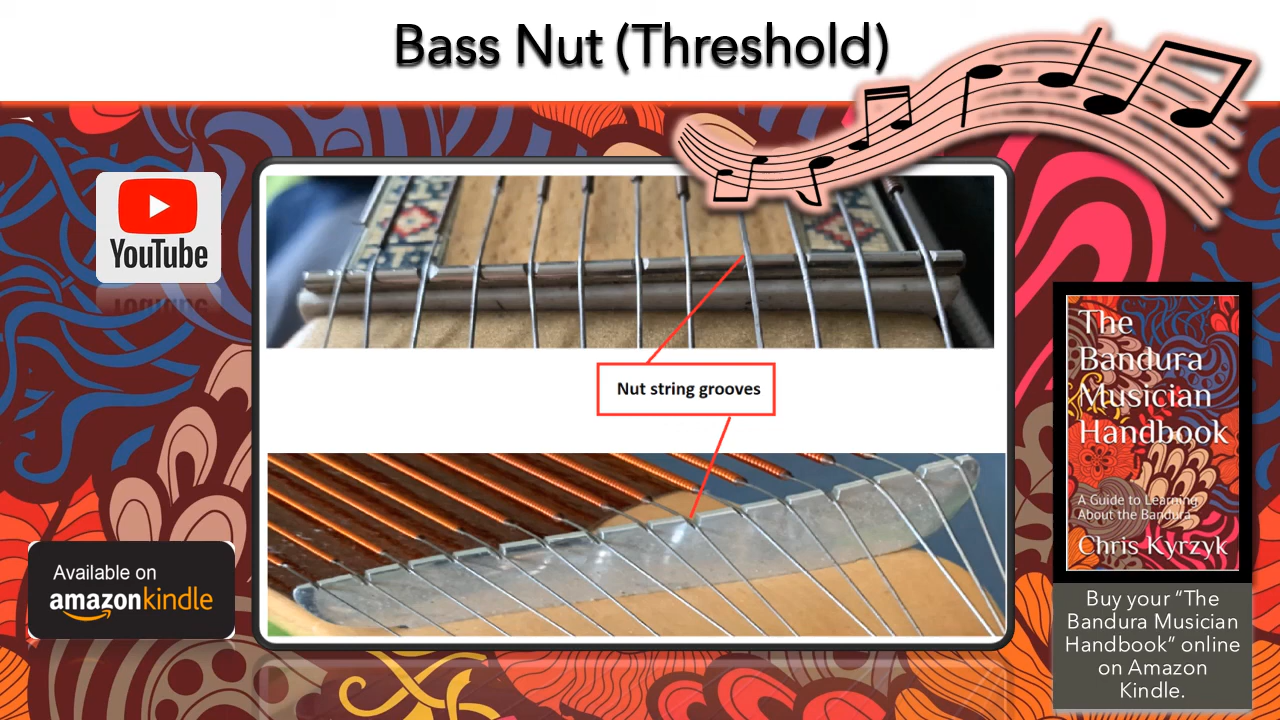 Bass Nut (Threshold)
YouTube
Nut string grooves
The
Bandura
Musician
Handbook
A Guide to Learning
About the Bandura
Chris Kyrzyk
Available on
amazonkindle
Buy your “The
Bandura Musician
Handbook” online
on Amazon
Kindle.